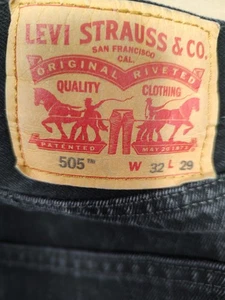 LEVI STRAUSS & CO.
SAN FRANCISCO
CAL.
ORIGINAL RIVETED
QUALITY CLOTHING
PATENTED MAY 20 1873
505™ W 32 L 29